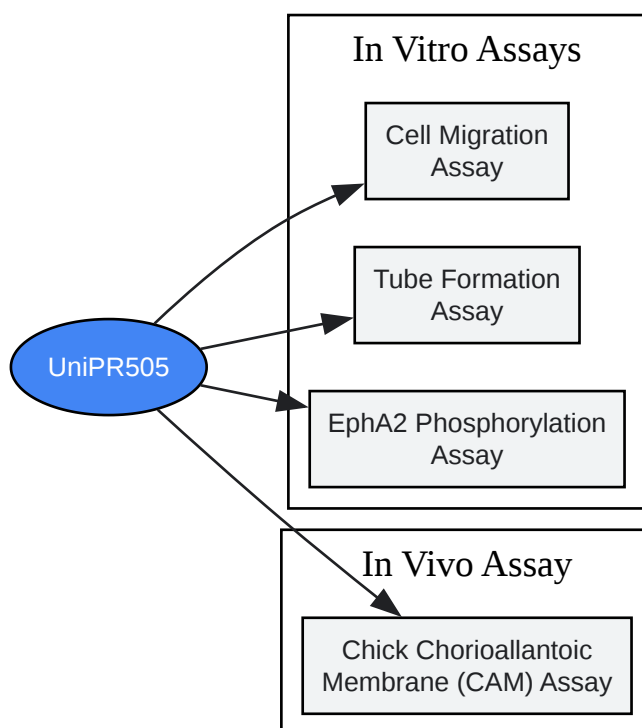 In Vitro Assays
Cell Migration
Assay
Tube Formation
Assay
UniPR505
EphA2 Phosphorylation
Assay
In Vivo Assay
Chick Chorioallantoic
Membrane (CAM) Assay